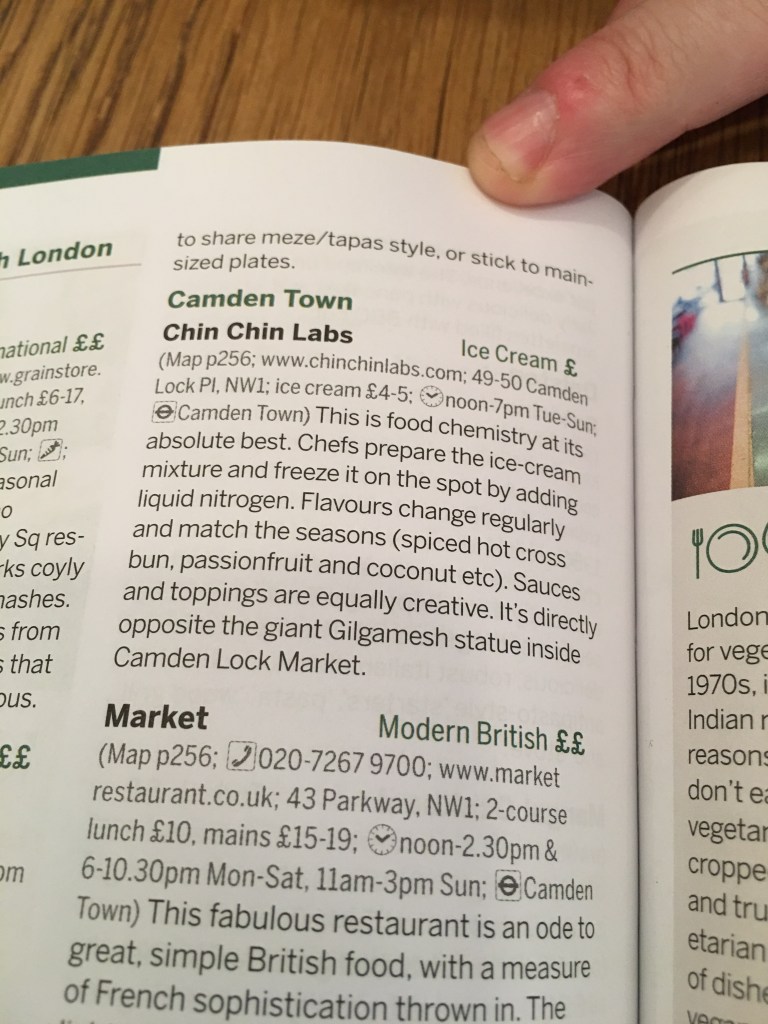 h London
national ££
w.grainstore.
unch £6-17,
2.30pm
Sun;
asonal
o
y Sq res-
rks coyly
nashes.
s from
s that
ous.
££
om
to share meze/tapas style, or stick to main-
sized plates.
Camden Town
Chin Chin Labs Ice Cream £
(Map p256; www.chinchinlabs.com; 49-50 Camden
Lock Pl, NW1; ice cream £4-5; noon-7pm Tue-Sun;
Camden Town) This is food chemistry at its
absolute best. Chefs prepare the ice-cream
mixture and freeze it on the spot by adding
liquid nitrogen. Flavours change regularly
and match the seasons (spiced hot cross
bun, passionfruit and coconut etc). Sauces
and toppings are equally creative. It's directly
opposite the giant Gilgamesh statue inside
Camden Lock Market.
Market Modern British ££
(Map p256; 020-7267 9700; www.market
restaurant.co.uk; 43 Parkway, NW1; 2-course
lunch £10, mains £15-19; noon-2.30pm &
6-10.30pm Mon-Sat, 11am-3pm Sun; Camden
Town) This fabulous restaurant is an ode to
great, simple British food, with a measure
of French sophistication thrown in. The
London
for vege
1970s, i
Indian r
reasons
don't ea
vegetar
croppe
and tru
etarian
of dishe